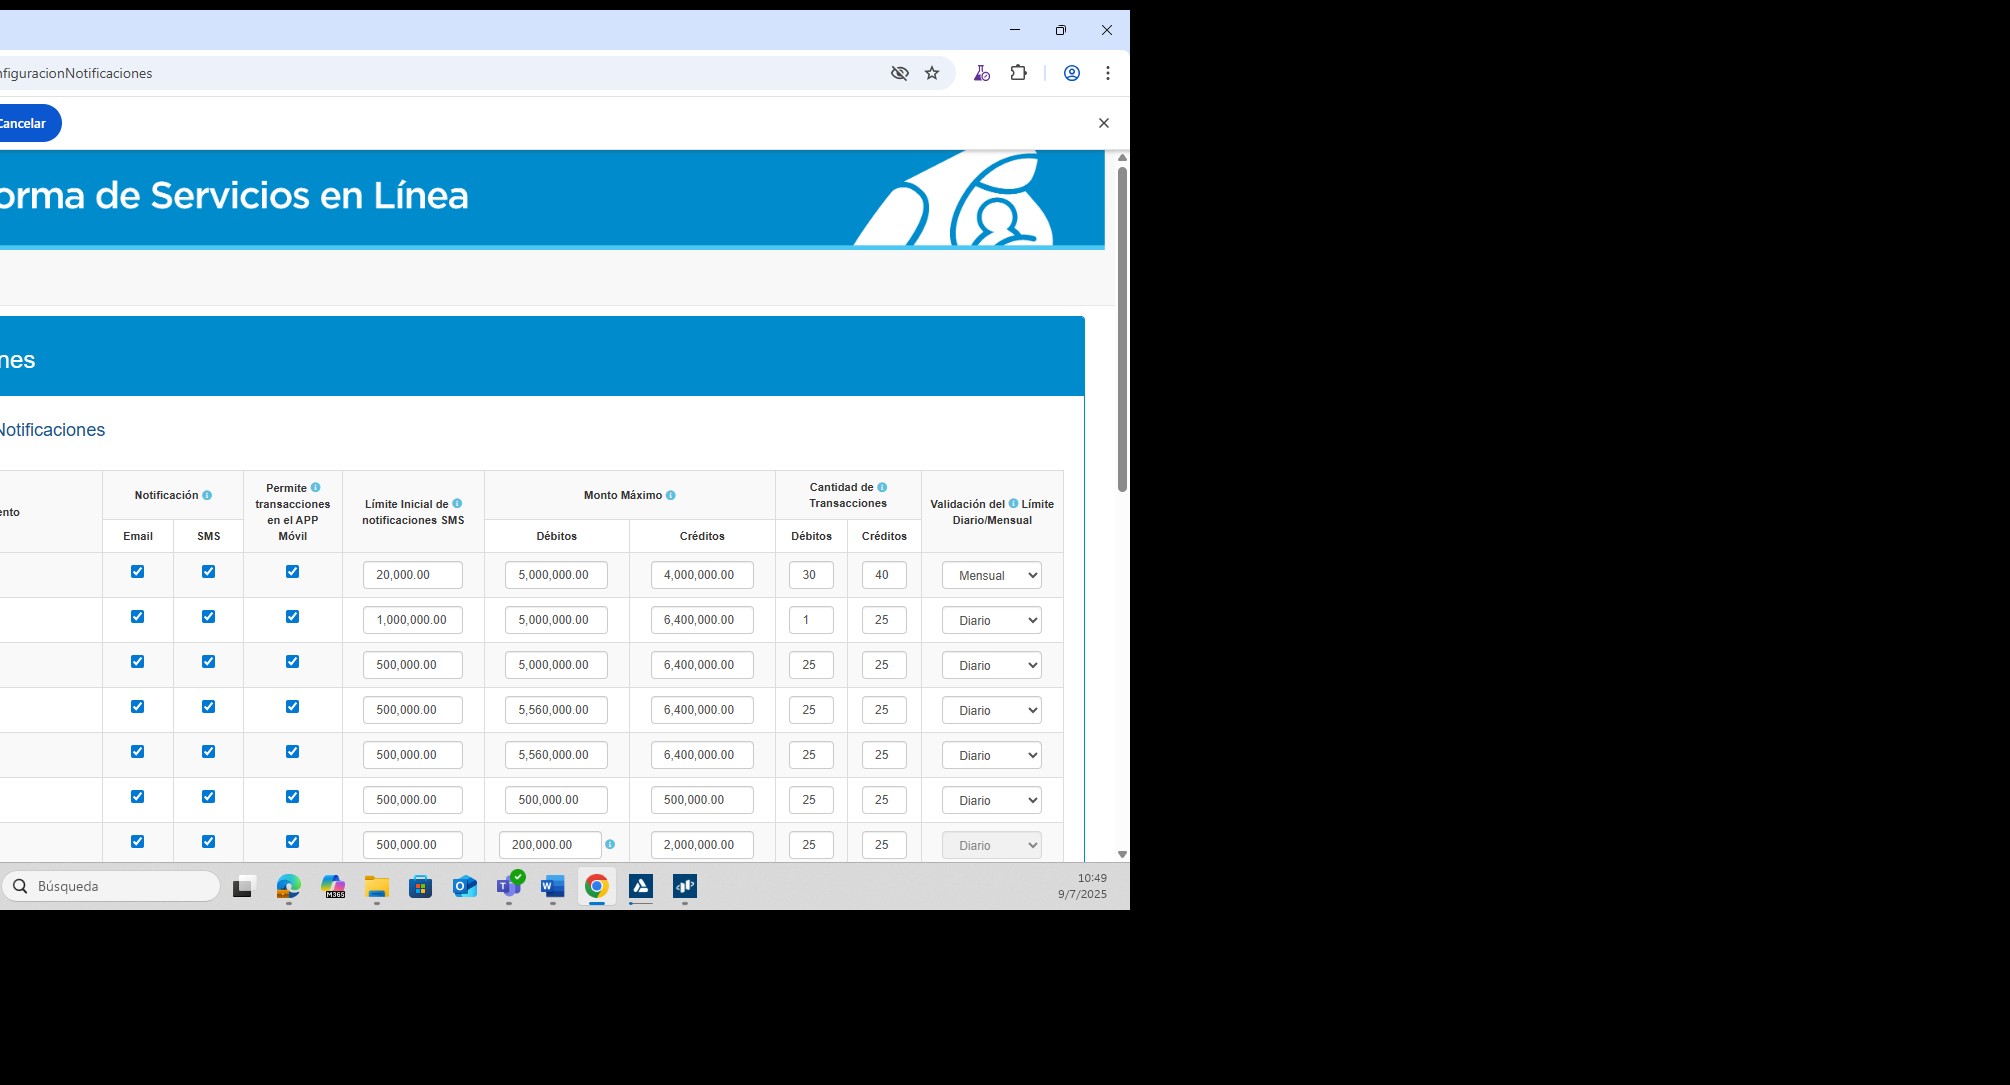 nfiguracionNotificaciones
Cancelar
orma de Servicios en Línea
nes
Notificaciones
ento
Notificación
Email
SMS
Permite
transacciones
en el APP
Móvil
Límite Inicial de
notificaciones SMS
Monto Máximo
Débitos
Créditos
Cantidad de
Transacciones
Débitos
Créditos
Validación del Límite
Diario/Mensual
20,000.00 5,000,000.00 4,000,000.00 30 40 Mensual
1,000,000.00 5,000,000.00 6,400,000.00 1 25 Diario
500,000.00 5,000,000.00 6,400,000.00 25 25 Diario
500,000.00 5,560,000.00 6,400,000.00 25 25 Diario
500,000.00 5,560,000.00 6,400,000.00 25 25 Diario
500,000.00 500,000.00 500,000.00 25 25 Diario
500,000.00 200,000.00 2,000,000.00 25 25 Diario
Búsqueda
M365
10:49
9/7/2025